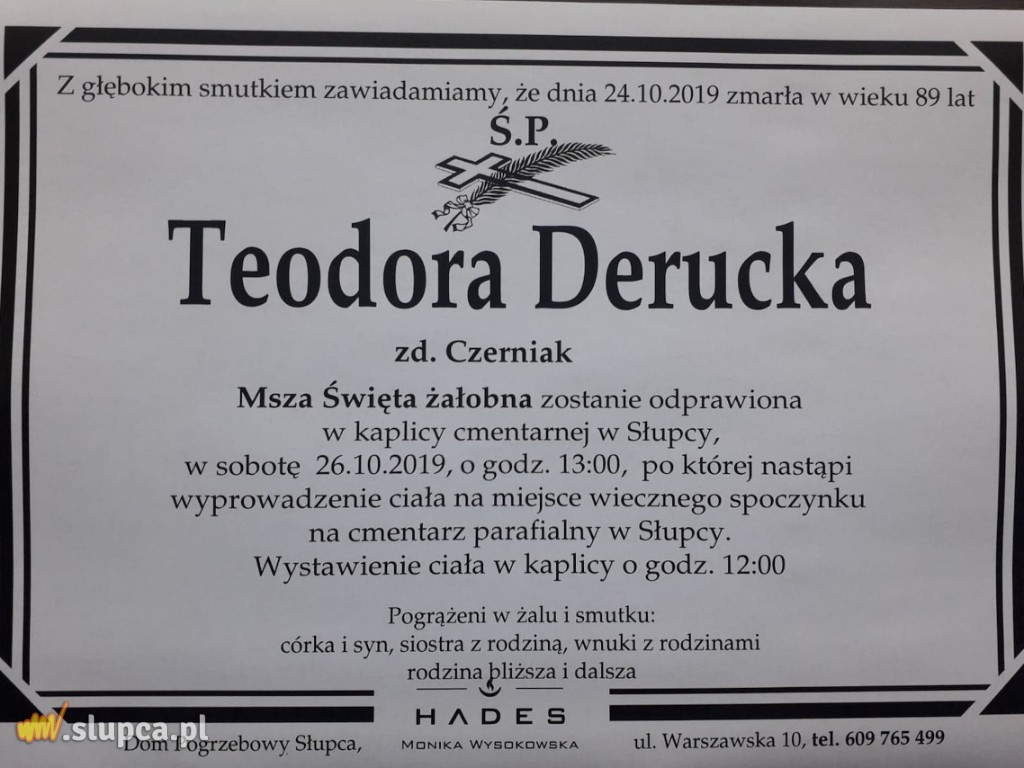 Z głębokim smutkiem zawiadamiamy, że dnia 24.10.2019 zmarła w wieku 89 lat
Ś.P.
Teodora Derucka
zd. Czerniak
Msza Święta żałobna zostanie odprawiona
w kaplicy cmentarnej w Słupcy,
w sobotę 26.10.2019, o godz. 13:00, po której nastąpi
wyprowadzenie ciała na miejsce wiecznego spoczynku
na cmentarz parafialny w Słupcy.
Wystawienie ciała w kaplicy o godz. 12:00
Pogrążeni w żalu i smutku:
córka i syn, siostra z rodziną, wnuki z rodzinami
rodzina bliższa i dalsza
HADES
Dom Pogrzebowy Słupca, MONIKA WYSOKOWSKA ul. Warszawska 10, tel. 609 765 499
.slupca.pl